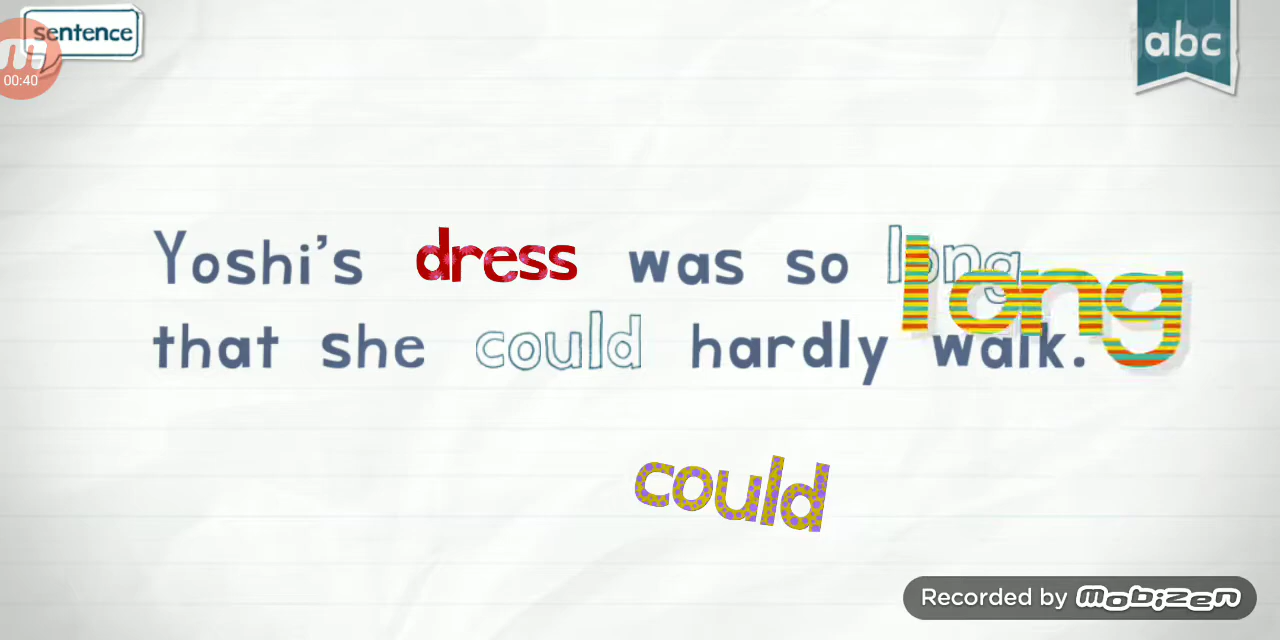 sentence
00:40
abc
Yoshi's dress was so long
long
that she could hardly walk.
could
Recorded by mobizen